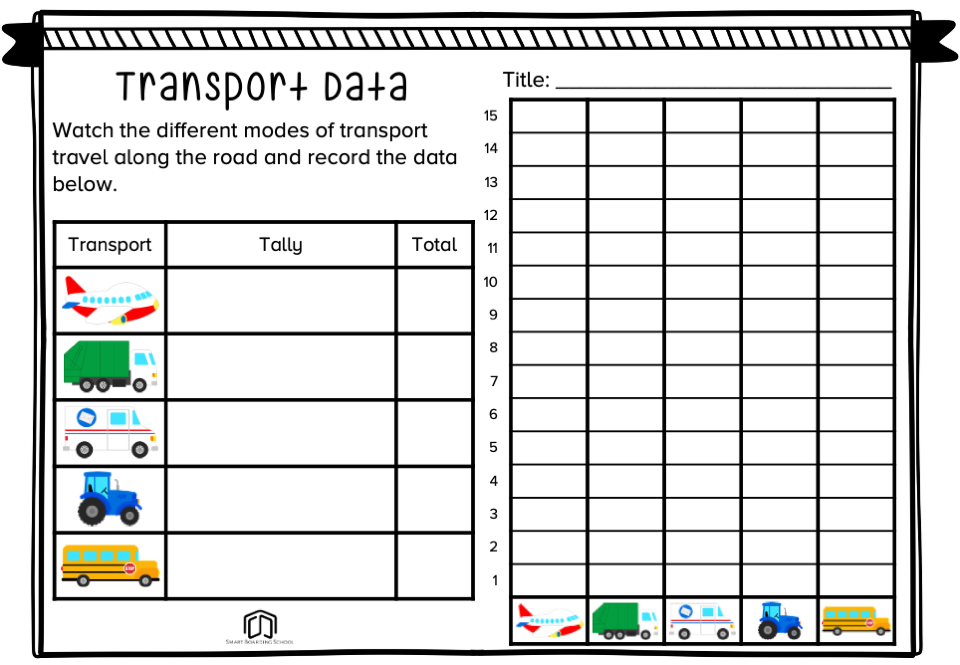 Transport Data
Watch the different modes of transport
travel along the road and record the data
below.
Transport Tally Total
STOP
SMART BOARDING SCHOOL
Title: ____________________
15
14
13
12
11
10
9
8
7
6
5
4
3
2
1